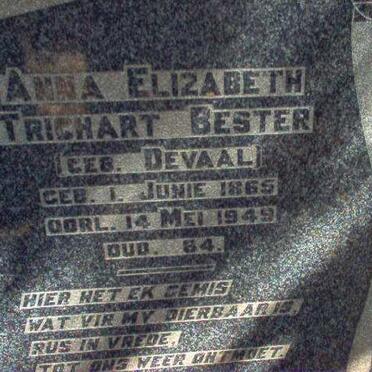 ANNA ELIZABETH
TRICHART BESTER
(GEB. DEVAAL)
GEB. 1. JUNIE 1865
OORL. 14 MEI 1949
OUD. 84.
HIER HET EK GEMIS,
WAT VIR MY DIERBAAR IS,
RUS IN VREDE.
TOT ONS WEER ONTMOET.